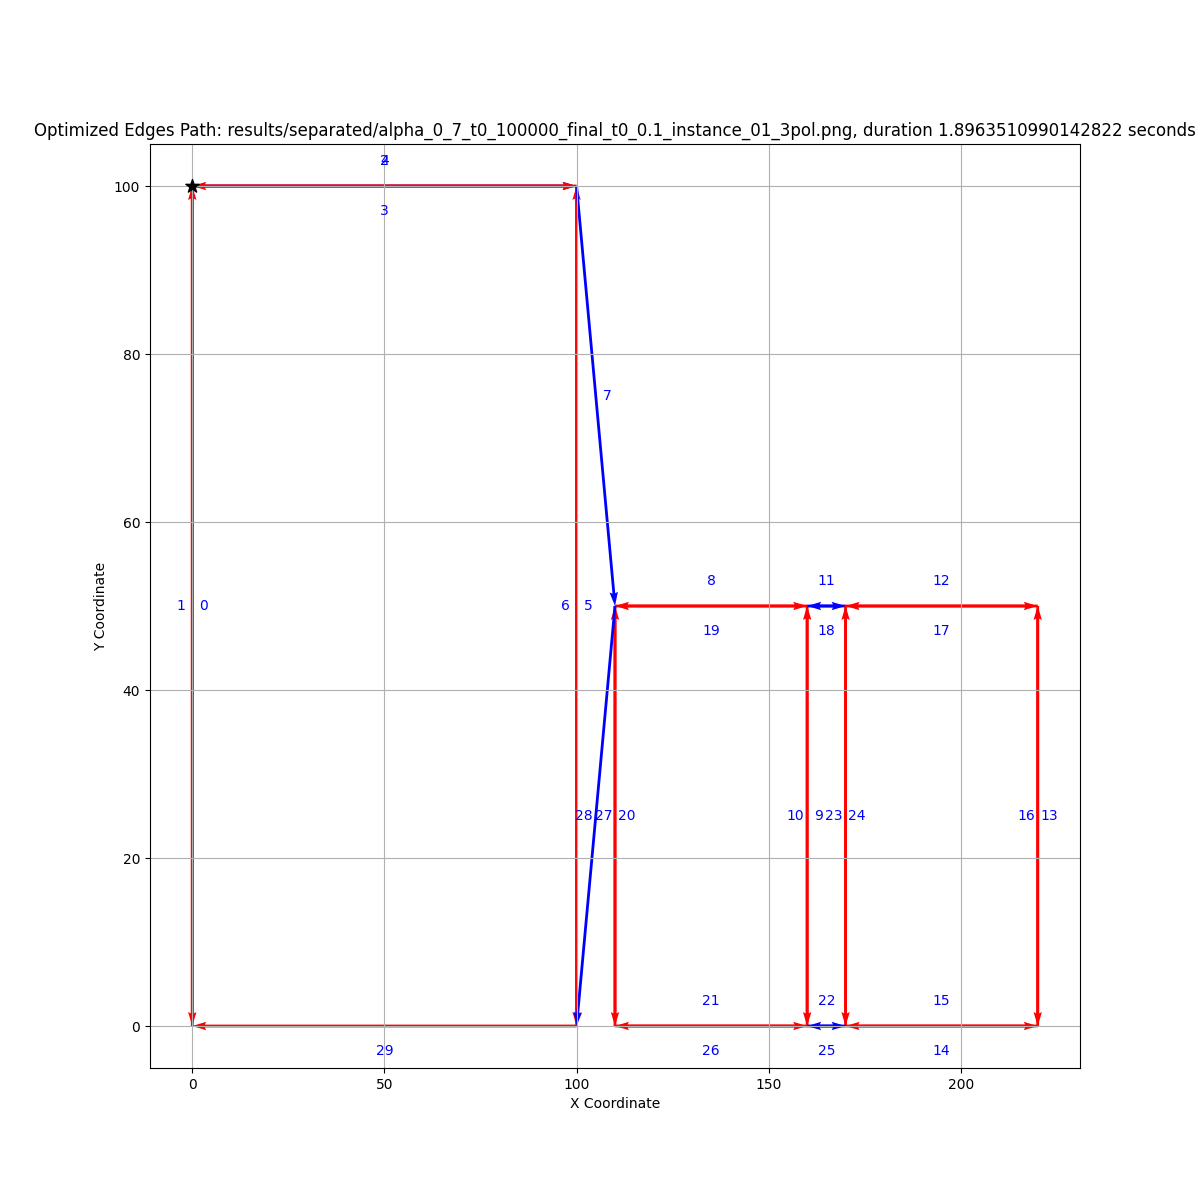 Optimized Edges Path: results/separated/alpha_0_7_t0_100000_final_t0_0.1_instance_01_3pol.png, duration 1.8963510990142822 seconds
2 4
100
3
80
7
60
8 11 12
1 0 6 5
19 18 17
Y Coordinate
40
28 27 20 10 9 23 24 16 13
20
21 22 15
0
29 26 25 14
0 50 100 150 200
X Coordinate